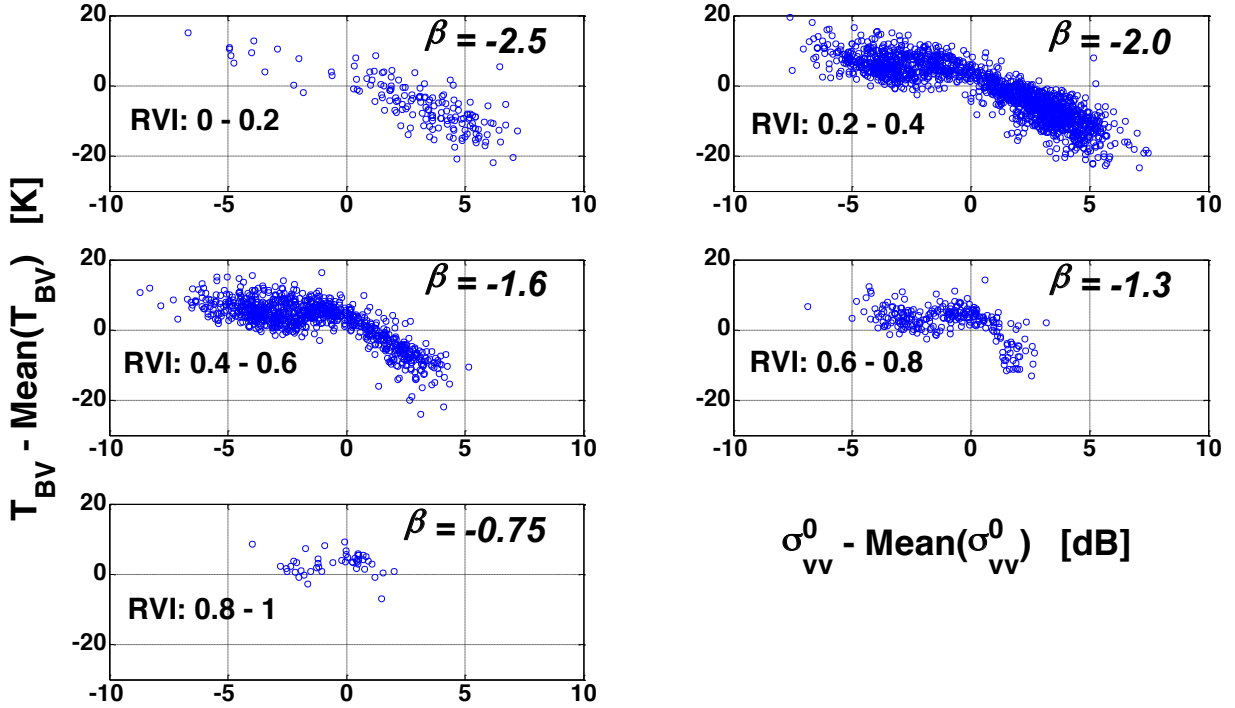 T_BV - Mean(T_BV) [K]
20
0
-20
-10 -5 0 5 10
β = -2.5
RVI: 0 - 0.2
20
0
-20
-10 -5 0 5 10
β = -2.0
RVI: 0.2 - 0.4
20
0
-20
-10 -5 0 5 10
β = -1.6
RVI: 0.4 - 0.6
20
0
-20
-10 -5 0 5 10
β = -1.3
RVI: 0.6 - 0.8
20
0
-20
-10 -5 0 5 10
β = -0.75
RVI: 0.8 - 1
σ⁰_vv - Mean(σ⁰_vv) [dB]